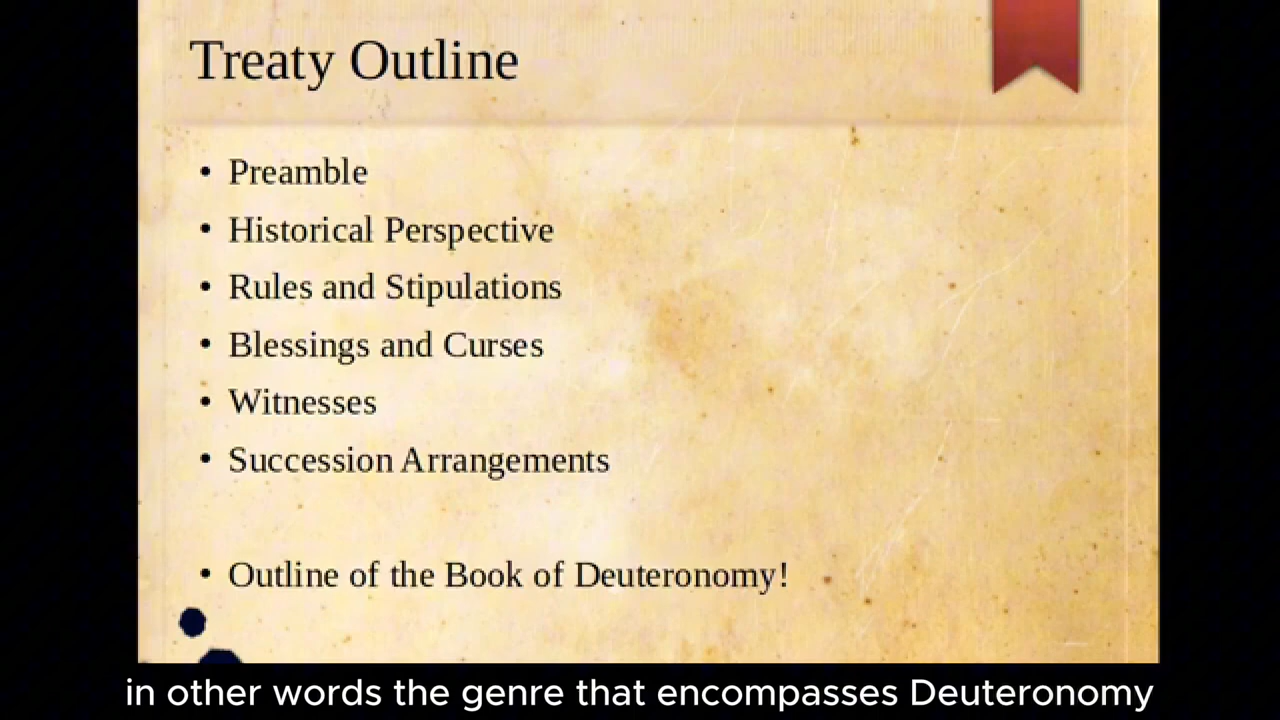 Treaty Outline
• Preamble
• Historical Perspective
• Rules and Stipulations
• Blessings and Curses
• Witnesses
• Succession Arrangements
• Outline of the Book of Deuteronomy!
in other words the genre that encompasses Deuteronomy